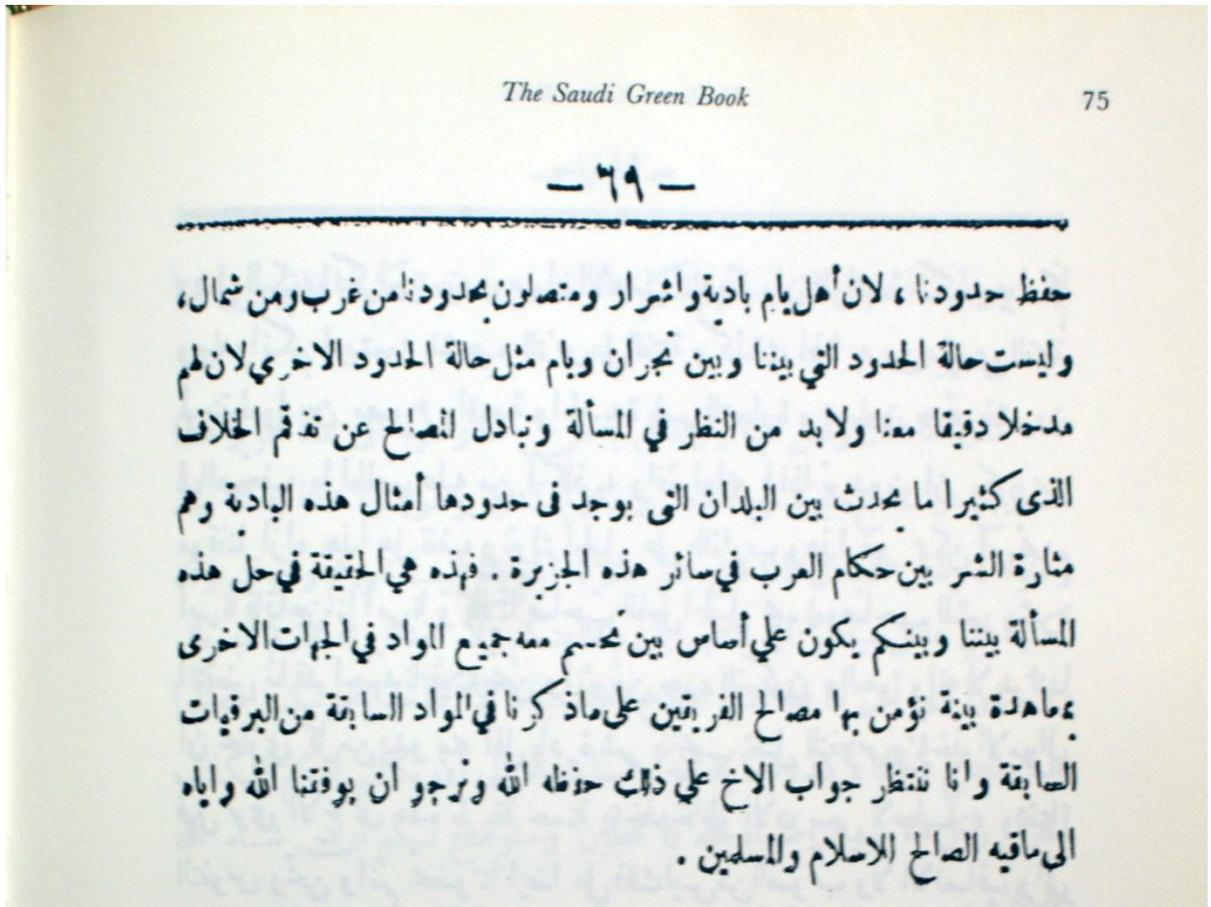 The Saudi Green Book 75
— ٦٩ —
حفظ حدودنا ، لان أهل يام بادية واشرار ومتصلون بحدودنا من غرب ومن شمال ،
وليست حالة الحدود التي بيننا وبين نجران ويام مثل حالة الحدود الاخري لان لهم
مدخلا دقيقا معنا ولا بد من النظر في المسألة وتبادل المصالح عن تفقم الخلاف
الذى كثيرا ما يحدث بين البلدان التى يوجد فى حدودها أمثال هذه البادية وهم
مثارة الشر بين حكام العرب في سائر هذه الجزيرة . فهذه هي الحقيقة في حل هذه
المسألة بيننا وبينكم يكون علي أساس بين نحسم معه جميع المواد في الجهات الاخرى
بمعاهدة بينة نؤمن بها مصالح الفريقين على ماذكرنا في المواد السابقة من البرقيات
السابقة وانا ننتظر جواب الاخ علي ذلك حفظه الله ونرجو ان يوفقنا الله واياه
الى مافيه الصالح للاسلام والمسلمين .